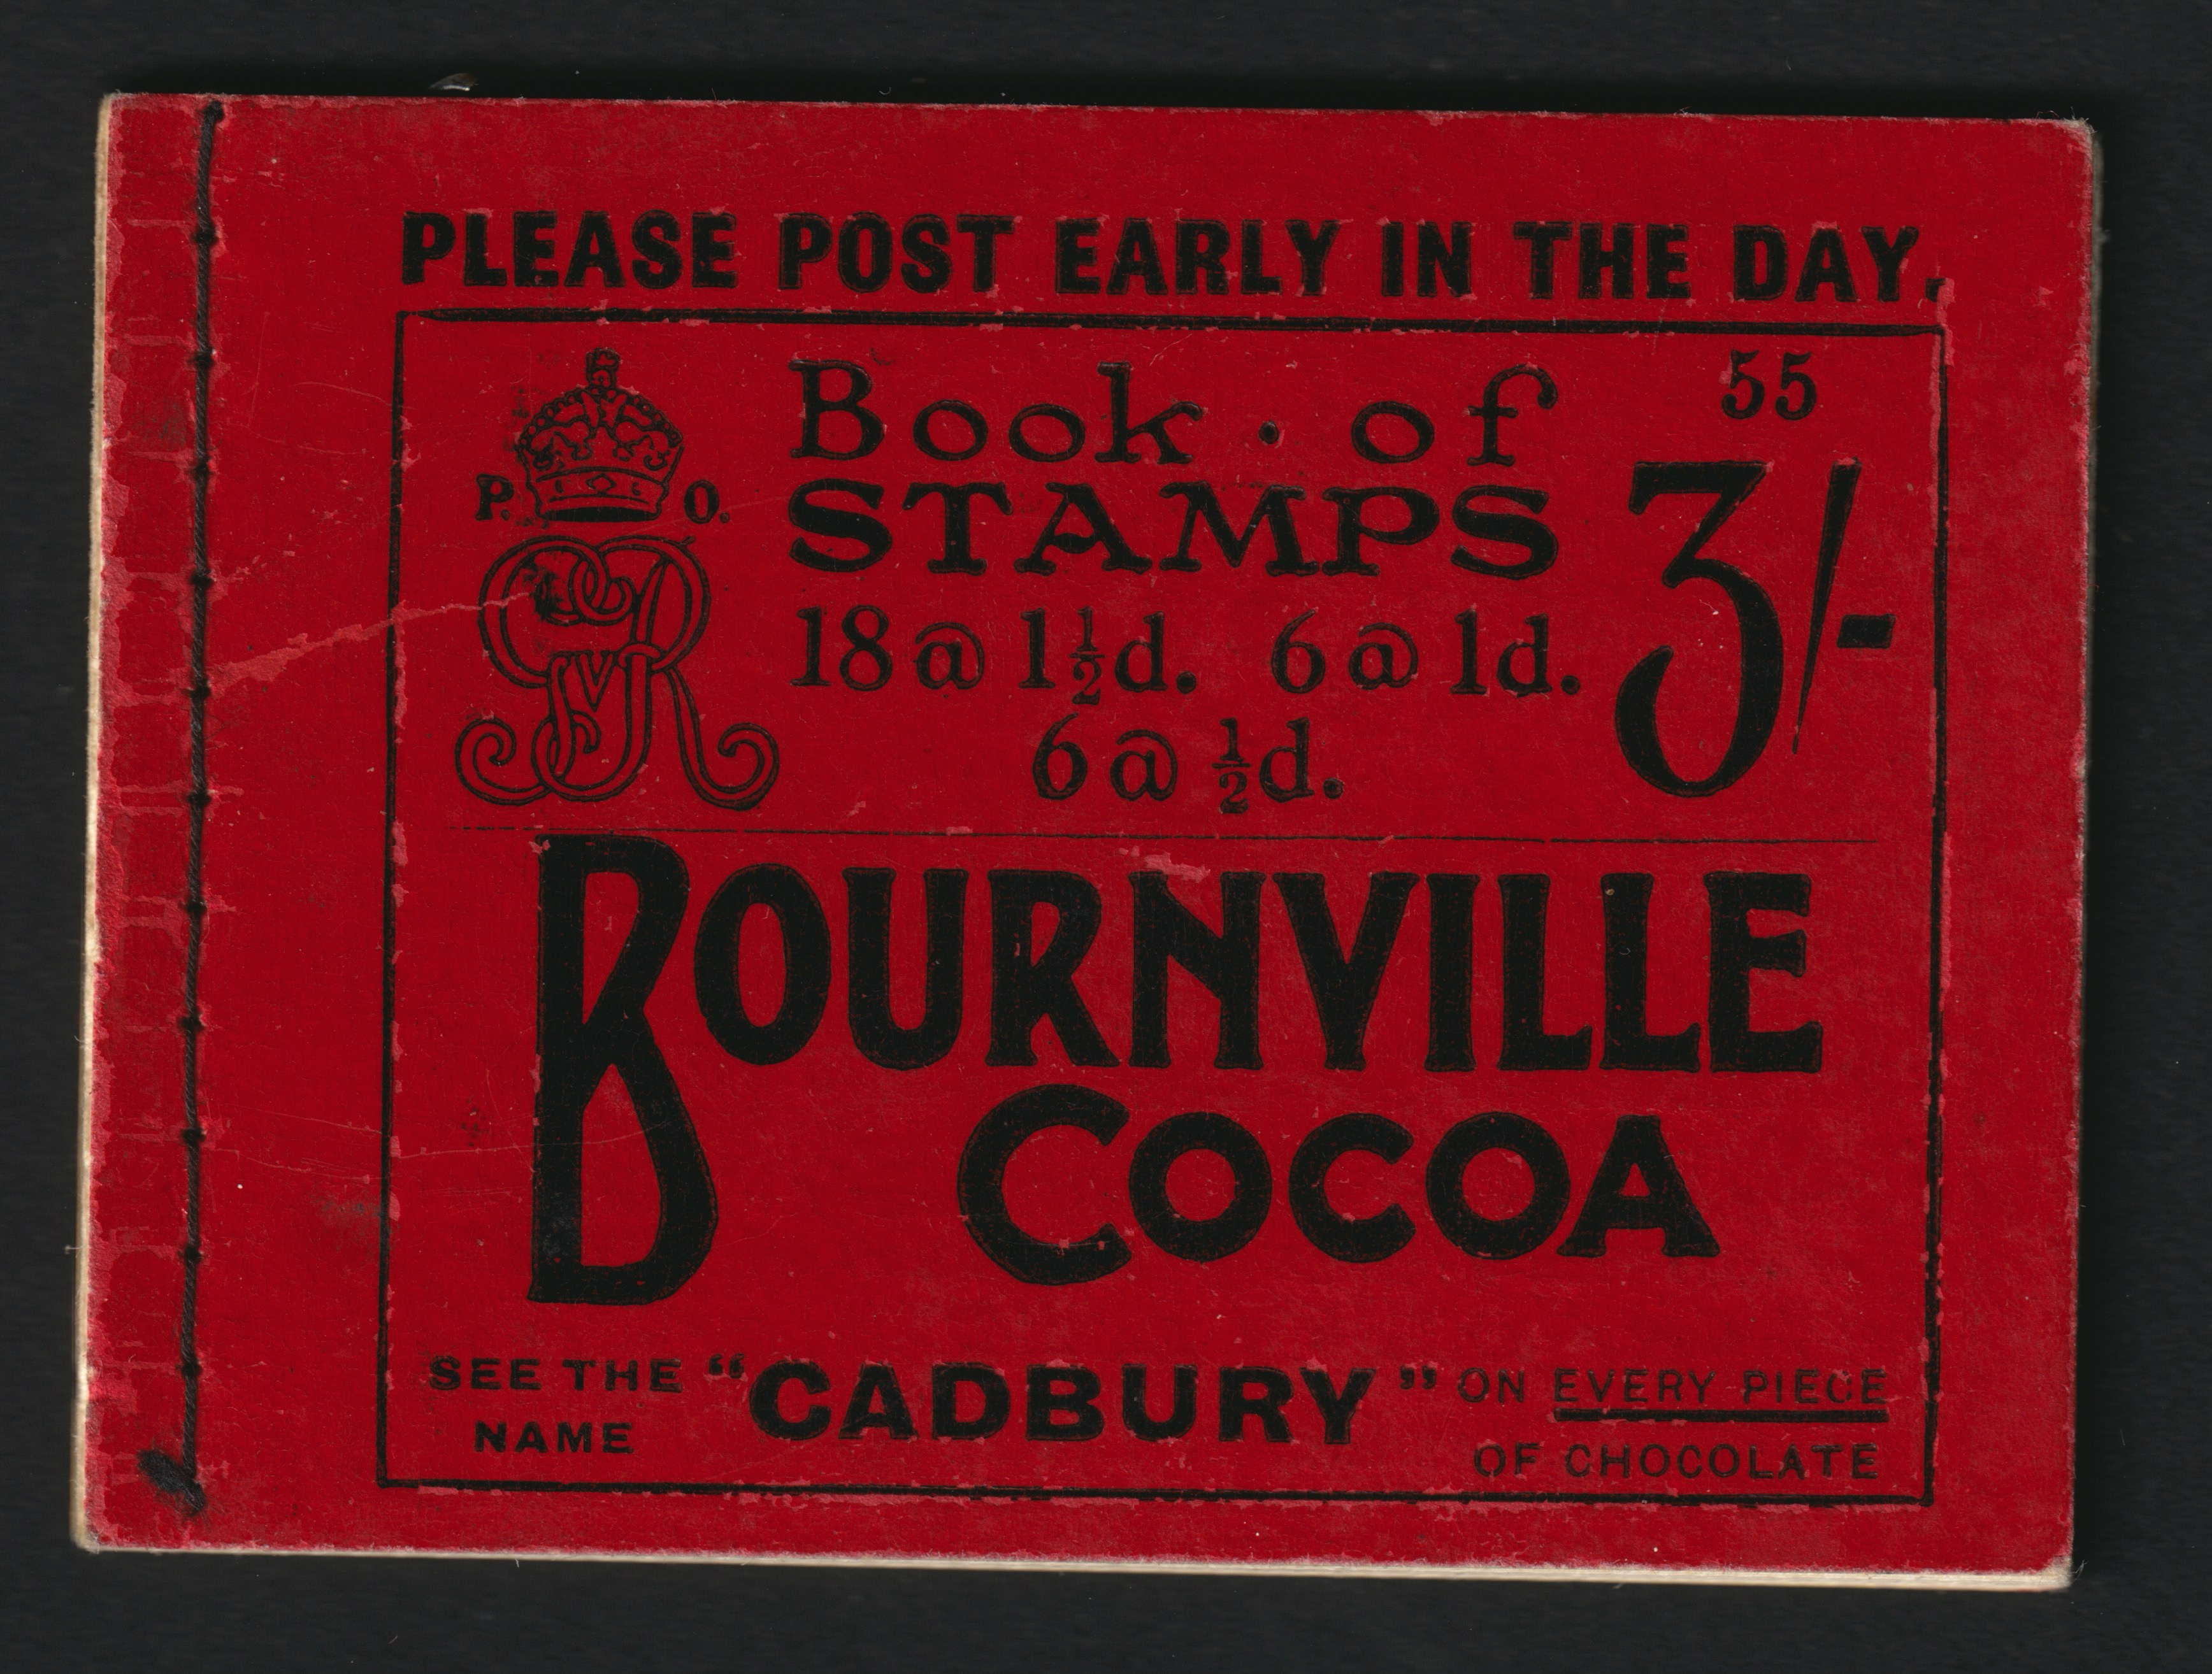 PLEASE POST EARLY IN THE DAY.
55
P. O.
GVR
Book · of
STAMPS
3/-
18 @ 1½d. 6 @ 1d.
6 @ ½d.
BOURNVILLE
COCOA
SEE THE NAME "CADBURY" ON EVERY PIECE
OF CHOCOLATE